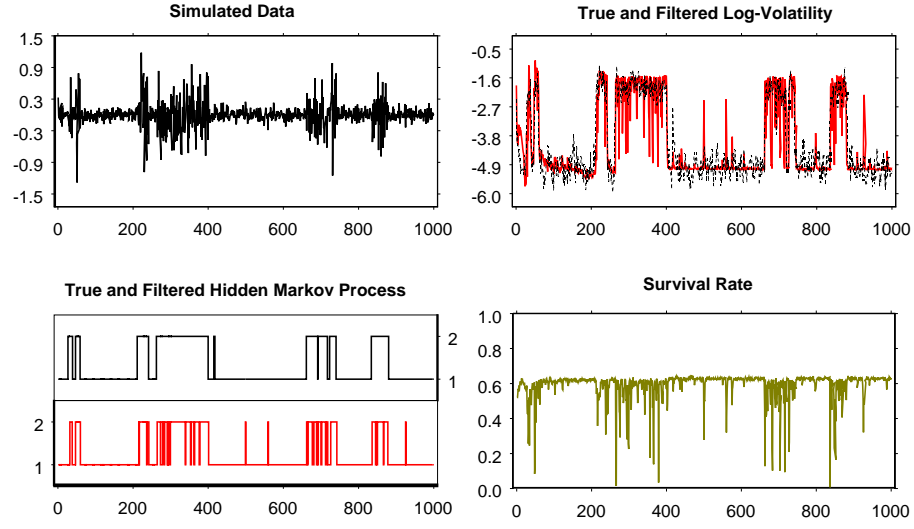 Simulated Data
1.5
0.9
0.3
-0.3
-0.9
-1.5
0 200 400 600 800 1000
True and Filtered Log-Volatility
-0.5
-1.6
-2.7
-3.8
-4.9
-6.0
0 200 400 600 800 1000
True and Filtered Hidden Markov Process
2
1
2
1
0 200 400 600 800 1000
Survival Rate
1.0
0.8
0.6
0.4
0.2
0.0
0 200 400 600 800 1000